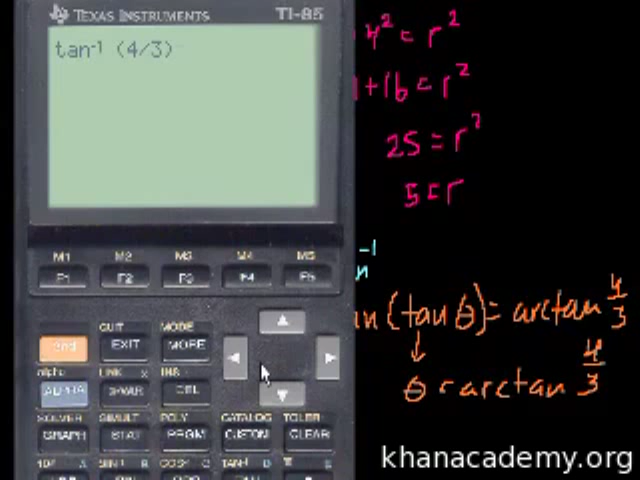 TEXAS INSTRUMENTS TI-85
tan⁻¹ (4/3)
4² = r²
+16 = r²
25 = r²
5 = r
-1
n
(tan θ) = arctan 4/3
↓
θ = arctan 4/3
M1 M2 M3 M4 M5
F1 F2 F3 F4 F5
QUIT MODE
2nd EXIT MORE
alpha LINK X INS
ALPHA X-VAR DEL
SOLVER SIMULT POLY CATALOG TOLER
GRAPH STAT PRGM CUSTOM CLEAR
khanacademy.org